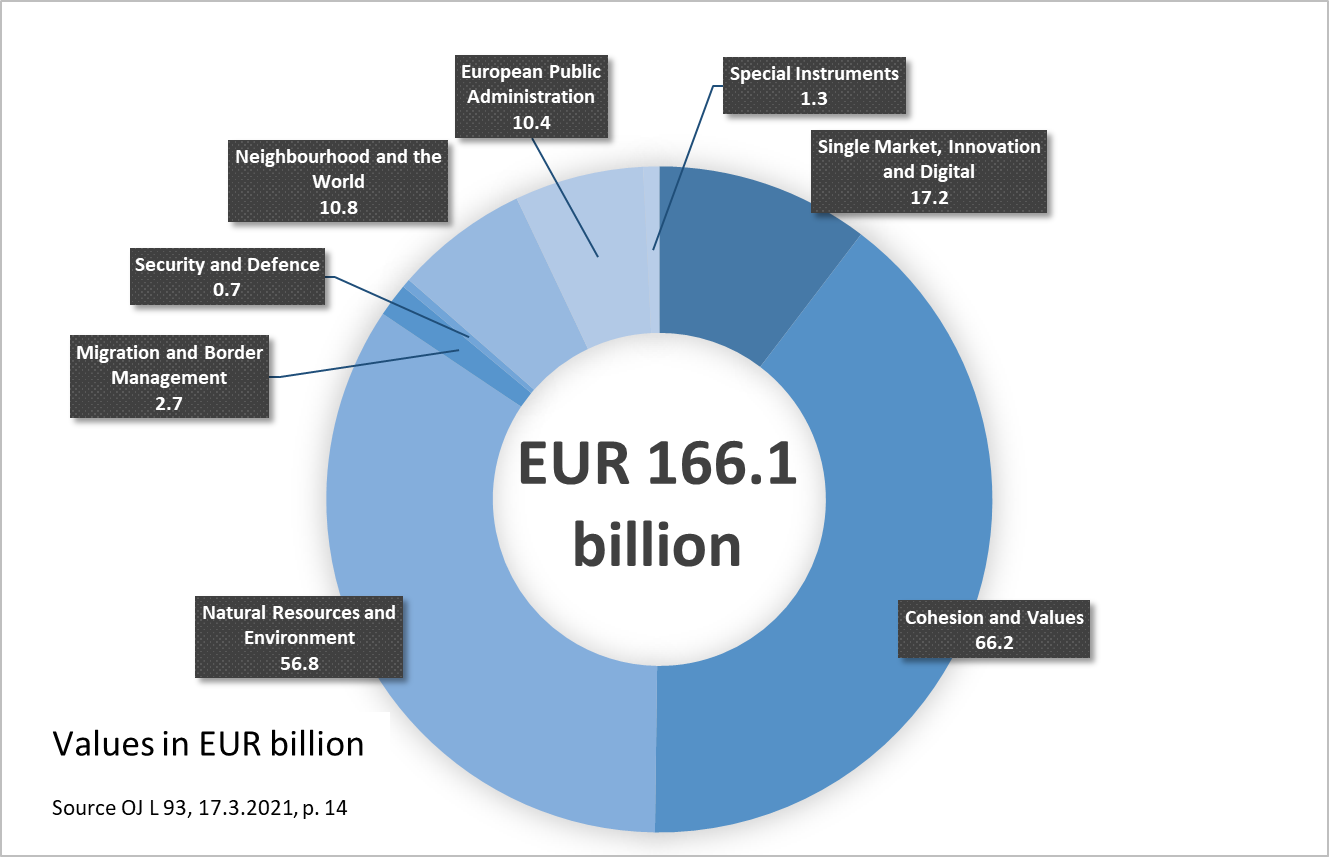 European Public
Administration
10.4
Special Instruments
1.3
Single Market, Innovation
and Digital
17.2
Neighbourhood and the
World
10.8
Security and Defence
0.7
Migration and Border
Management
2.7
EUR 166.1
billion
Natural Resources and
Environment
56.8
Cohesion and Values
66.2
Values in EUR billion
Source OJ L 93, 17.3.2021, p. 14